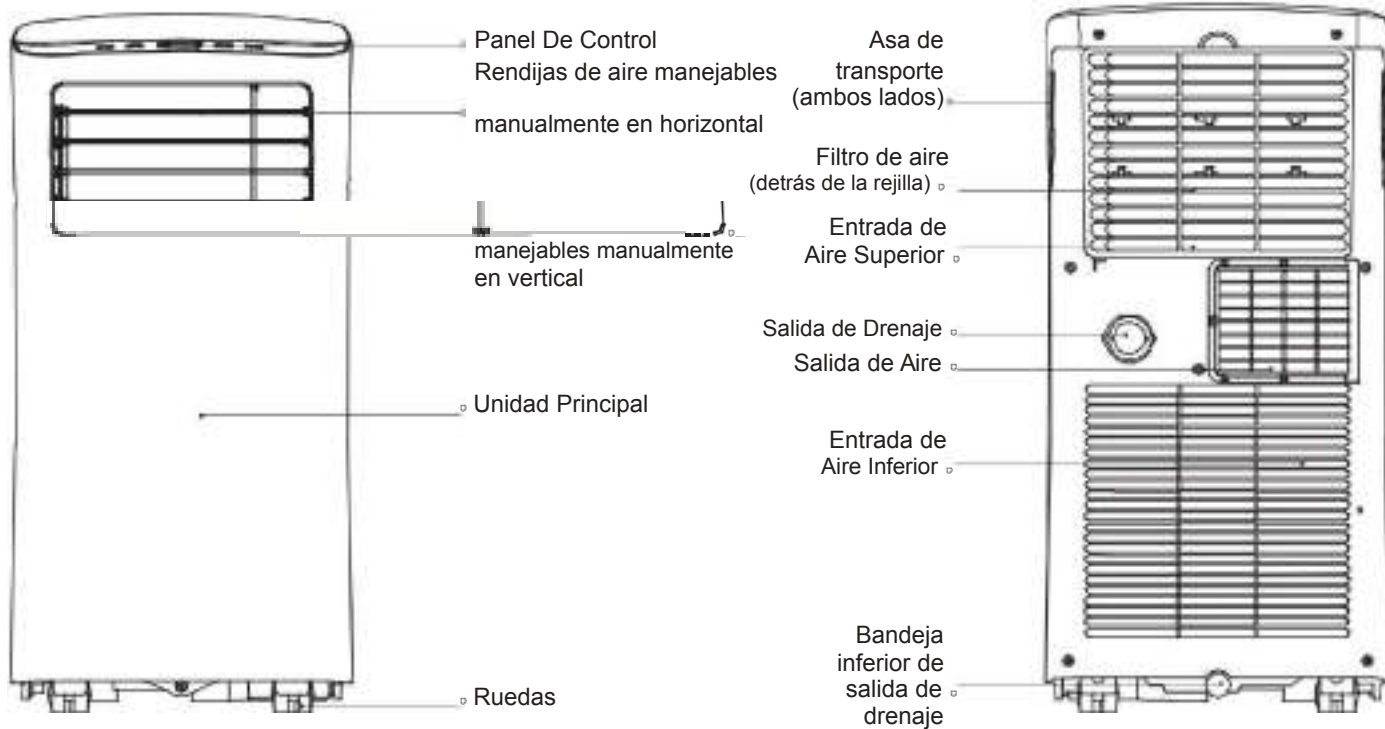 Panel De Control
Rendijas de aire manejables
manualmente en horizontal
manejables manualmente
en vertical
Unidad Principal
Ruedas
Asa de
transporte
(ambos lados)
Filtro de aire
(detrás de la rejilla)
Entrada de
Aire Superior
Salida de Drenaje
Salida de Aire
Entrada de
Aire Inferior
Bandeja
inferior de
salida de
drenaje